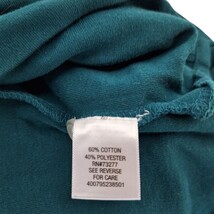 60% COTTON
40% POLYESTER
RN#73277
SEE REVERSE
FOR CARE
400795238501